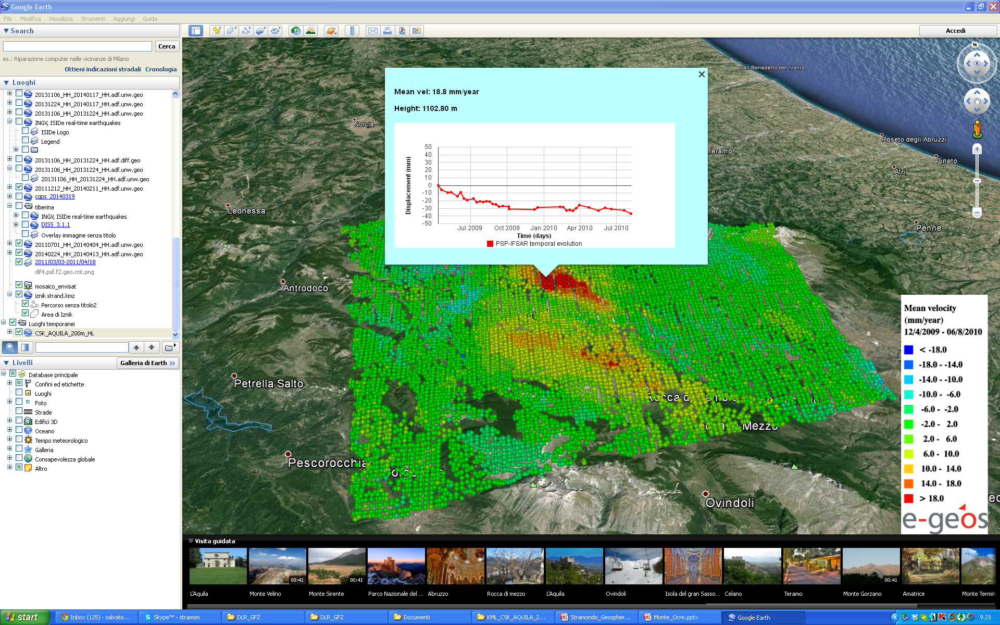 Google Earth
File Modifica Visualizza Strumenti Aggiungi Guida
Search
Cerca
es.: Riparazione computer nelle vicinanze di Milano
Ottieni indicazioni stradali Cronologia
Luoghi
20131106_HH_20140117_HH.adf.unw.geo
20131224_HH_20140117_HH.adf.unw.geo
20131106_HH_20131224_HH.adf.unw.geo
INGV, ISIDe real-time earthquakes
ISIDe Logo
Legend
20131106_HH_20131224_HH.adf.diff.geo
20131106_HH_20131224_HH.adf.unw.geo
20131106_HH_20131224_HH.adf.unw.geo
20111212_HH_20140211_HH.adf.unw.geo
cgps_20140319
tiberina
INGV, ISIDe real-time earthquakes
DISS 3.1.1
Overlay immagine senza titolo
20110701_HH_20140404_HH.adf.unw.geo
20140224_HH_20140413_HH.adf.unw.geo
2011/03/03-2011/04/18
dif4.psf.f2.geo.cnt.png
mosaico_envisat
iznik strand.kmz
Percorso senza titolo2
Area di Iznik
Luoghi temporanei
CSK_AQUILA_200m_HL
Livelli
Galleria di Earth >>
Database principale
Confini ed etichette
Luoghi
Foto
Strade
Edifici 3D
Oceano
Tempo meteorologico
Galleria
Consapevolezza globale
Altro
Accedi
N
San Benedetto del Tronto
Norcia
Teramo
Roseto degli Abruzzi
Pineto
Atri
Leonessa
Penne
Antrodoco
Petrella Salto
Pescorocchia
Mezzo
Ovindoli
Mean vel: 18.8 mm/year
Height: 1102.80 m
Displacement (mm)
50
40
30
20
10
0
-10
-20
-30
-40
-50
Jul 2009 Oct 2009 Jan 2010 Apr 2010 Jul 2010
Time (days)
PSP-IFSAR temporal evolution
Mean velocity
(mm/year)
12/4/2009 - 06/8/2010
< -18.0
-18.0 - -14.0
-14.0 - -10.0
-10.0 - -6.0
-6.0 - -2.0
-2.0 - 2.0
2.0 - 6.0
6.0 - 10.0
10.0 - 14.0
14.0 - 18.0
> 18.0
e-geos
Visita guidata
00:41 00:41 00:41
L'Aquila Monte Velino Monte Sirente Parco Nazionale del ... Abruzzo Rocca di mezzo L'Aquila Ovindoli Isola del gran Sasso... Celano Teramo Monte Gorzano Amatrice Monte Termin
start
Inbox (125) - salvato... Skype™ - stramon DLR_GFZ DLR_GFZ Documenti KML_CSK_AQUILA_2... Stramondo_Geospher... Monte_Ocre.pptx Google Earth
9.21